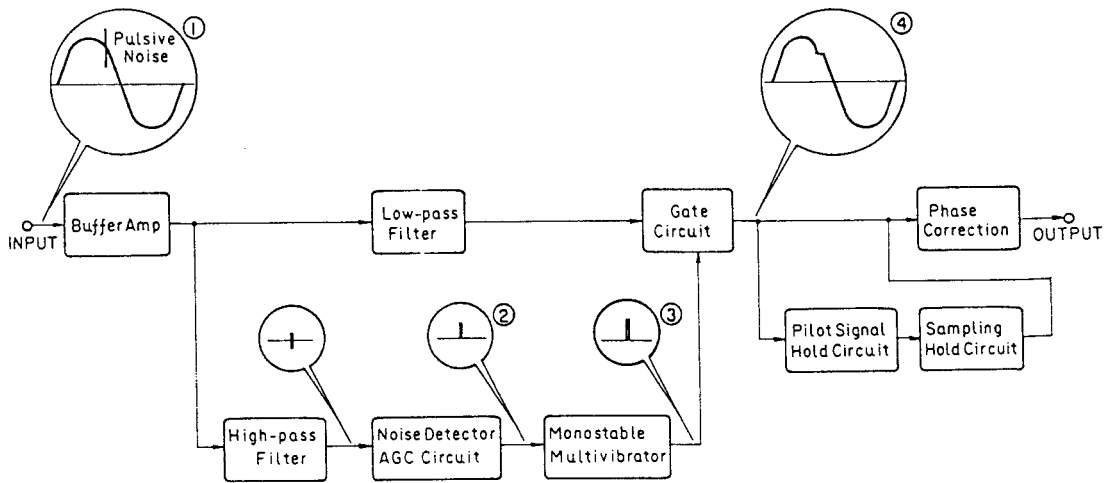 ①
④
Pulsive
Noise
INPUT
Buffer Amp
Low-pass
Filter
Gate
Circuit
Phase
Correction
OUTPUT
②
③
Pilot Signal
Hold Circuit
Sampling
Hold Circuit
High-pass
Filter
Noise Detector
AGC Circuit
Monostable
Multivibrator